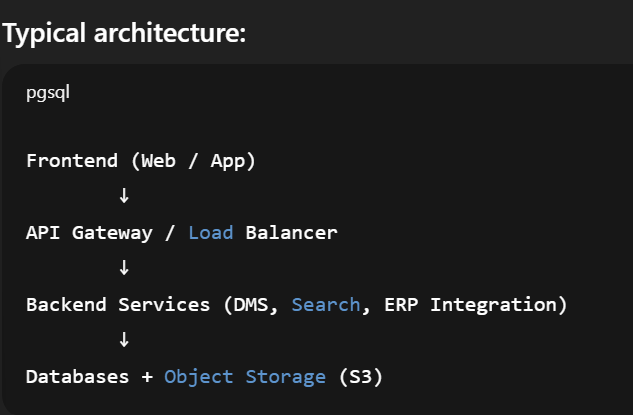 Typical architecture:
pgsql
Frontend (Web / App)
↓
API Gateway / Load Balancer
↓
Backend Services (DMS, Search, ERP Integration)
↓
Databases + Object Storage (S3)